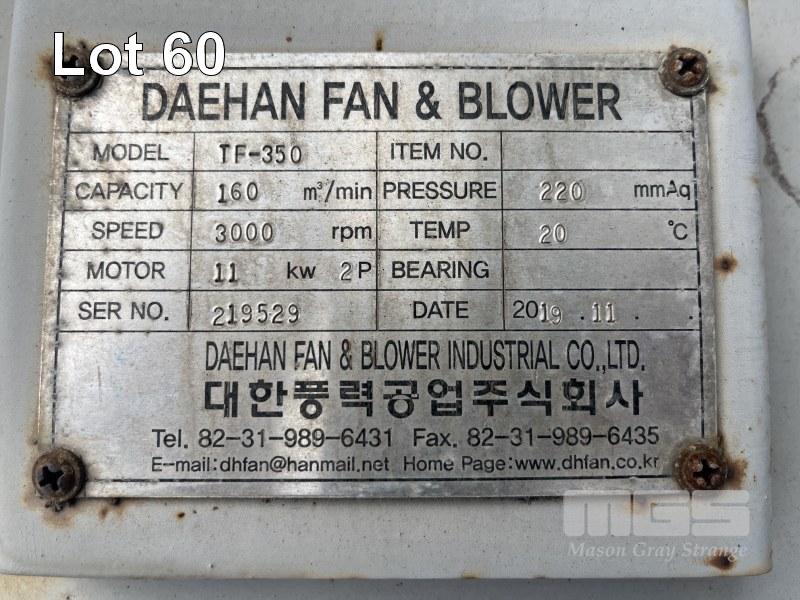 Lot 60
DAEHAN FAN & BLOWER
MODEL TF-350 ITEM NO.
CAPACITY 160 m³/min PRESSURE 220 mmAq
SPEED 3000 rpm TEMP 20 ℃
MOTOR 11 kw 2P BEARING
SER NO. 219529 DATE 2019 .11 . .
DAEHAN FAN & BLOWER INDUSTRIAL CO.,LTD.
대한풍력공업주식회사
Tel. 82-31-989-6431 Fax. 82-31-989-6435
E-mail:dhfan@hanmail.net Home Page:www.dhfan.co.kr
MGS
Mason Gray Strange